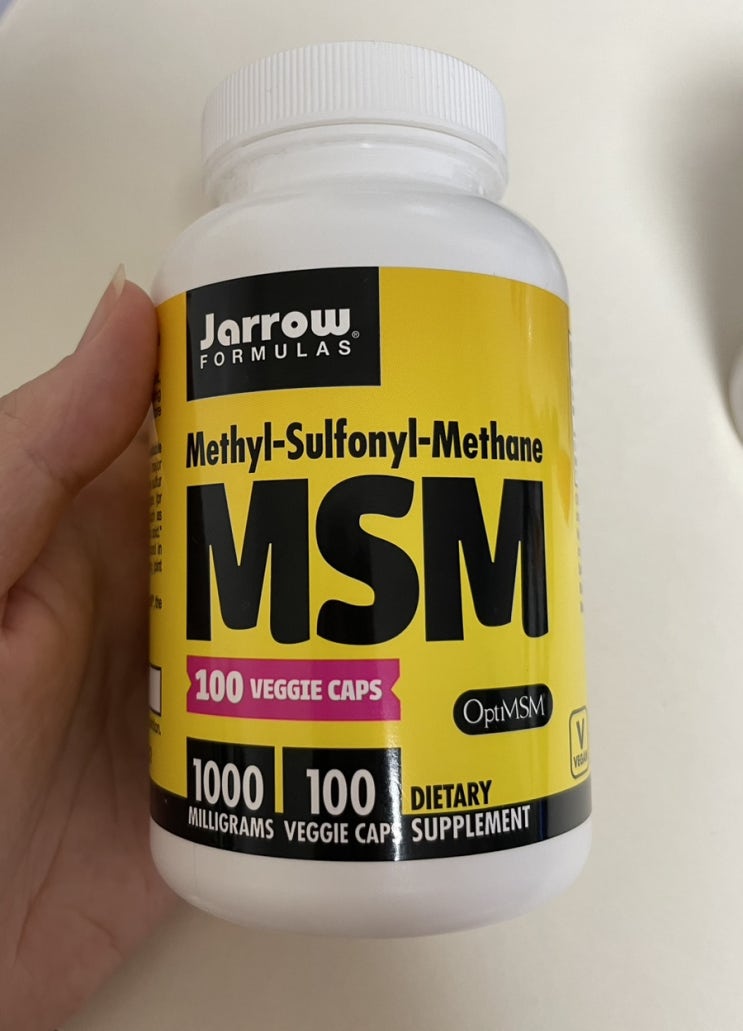 Jarrow®
FORMULAS
Methyl-Sulfonyl-Methane
MSM
100 VEGGIE CAPS
OptiMSM®
V
VEGAN
1000
MILLIGRAMS
100
VEGGIE CAPS
DIETARY
SUPPLEMENT